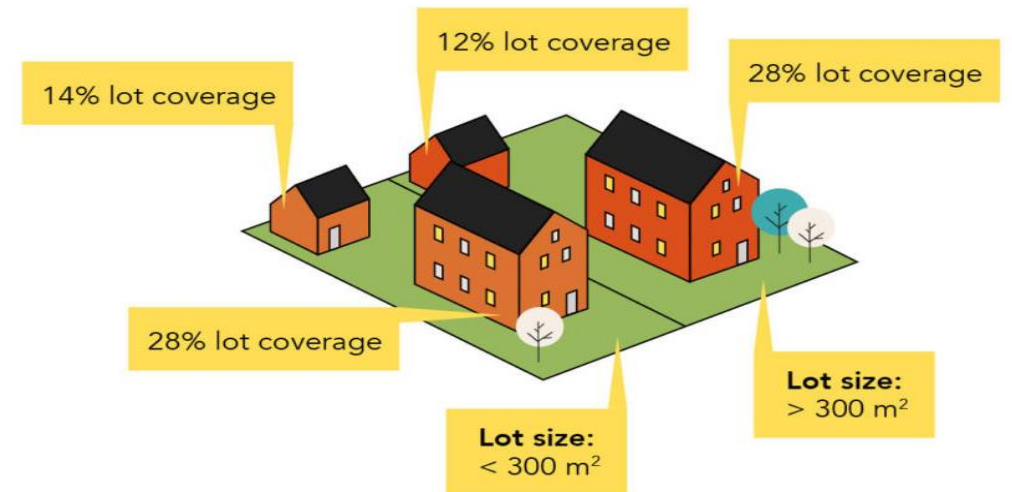 12% lot coverage
28% lot coverage
14% lot coverage
28% lot coverage
Lot size:
> 300 m²
Lot size:
< 300 m²